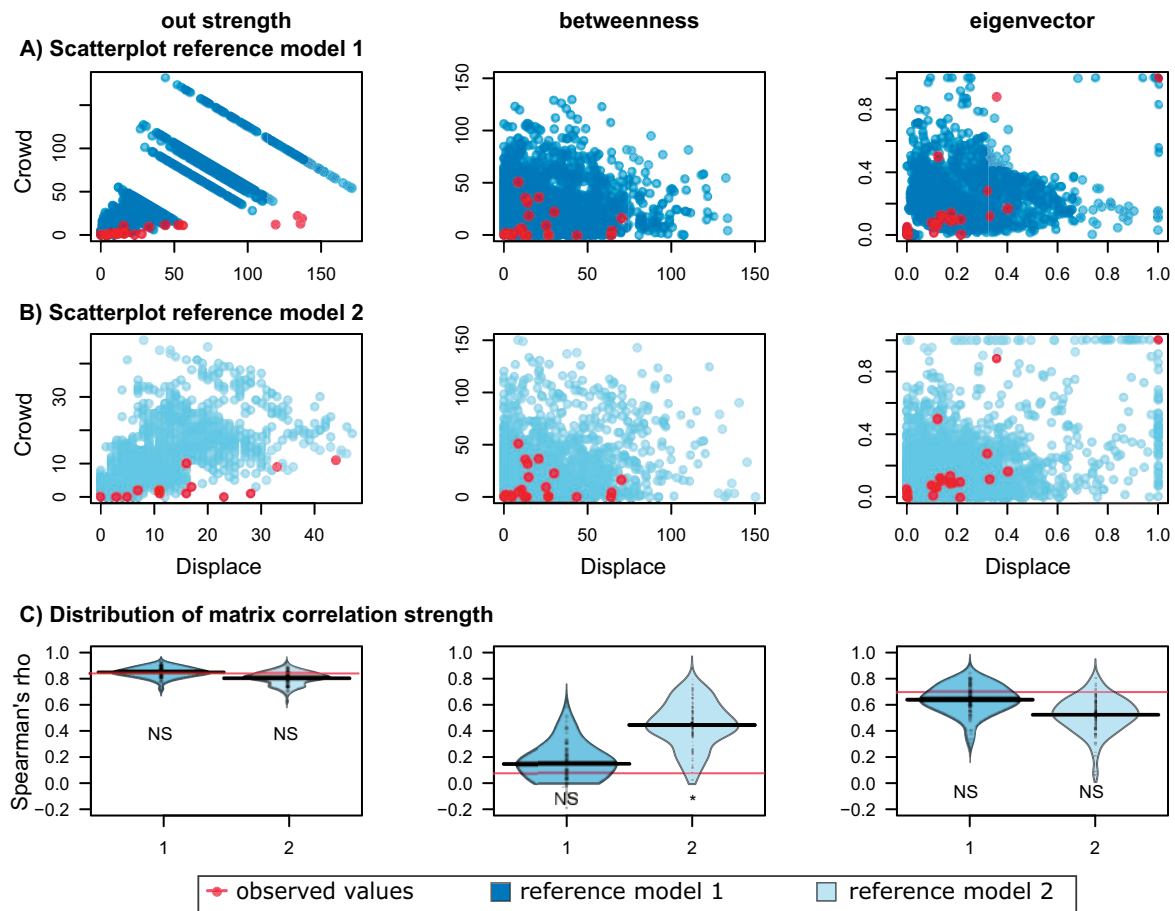 out strength betweenness eigenvector
A) Scatterplot reference model 1
Crowd
0 50 100
0 50 100 150
0 50 100 150
0 50 100 150
0.0 0.4 0.8
0.0 0.2 0.4 0.6 0.8 1.0
B) Scatterplot reference model 2
Crowd
0 10 30
0 20 40
0 10 20 30 40
0 50 100 150
0 50 100 150
0.0 0.4 0.8
0.0 0.2 0.4 0.6 0.8 1.0
Displace Displace Displace
C) Distribution of matrix correlation strength
Spearman's rho
1.0
0.8
0.6
0.4
0.2
0.0
−0.2
NS NS
1 2
1.0
0.8
0.6
0.4
0.2
0.0
−0.2
NS *
1 2
1.0
0.8
0.6
0.4
0.2
0.0
−0.2
NS NS
1 2
observed values reference model 1 reference model 2